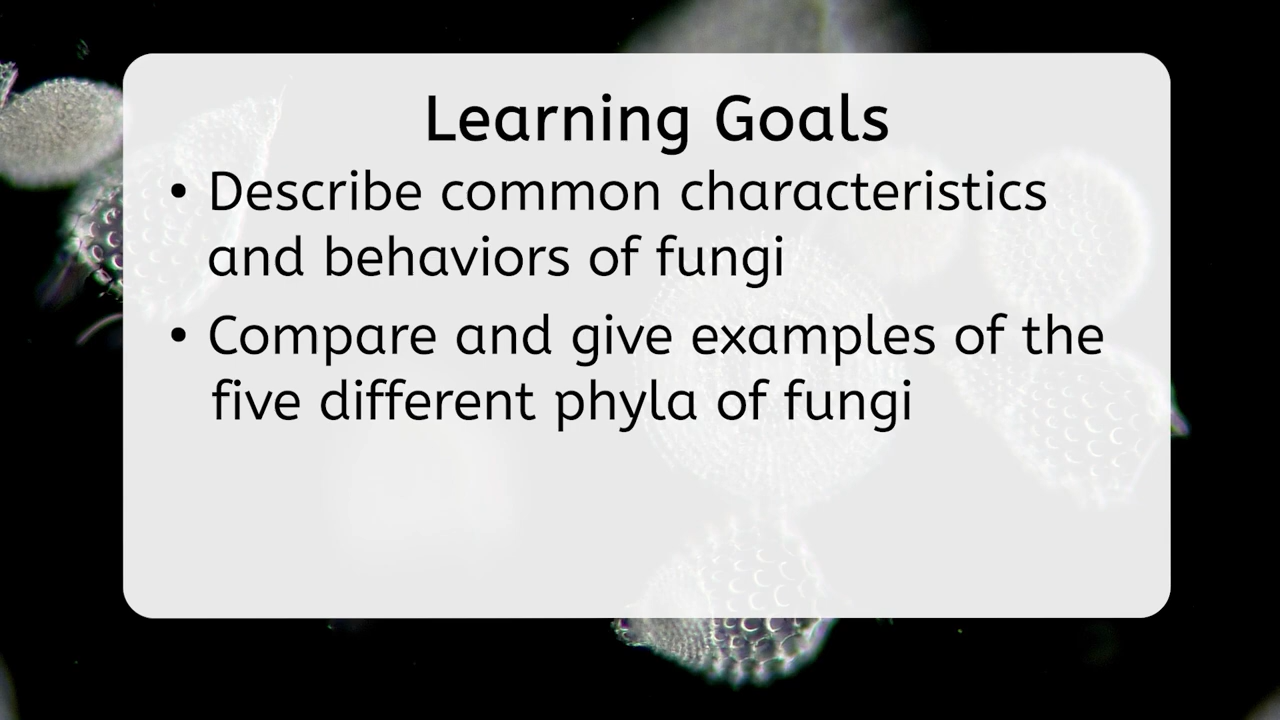 Learning Goals
• Describe common characteristics
and behaviors of fungi
• Compare and give examples of the
five different phyla of fungi